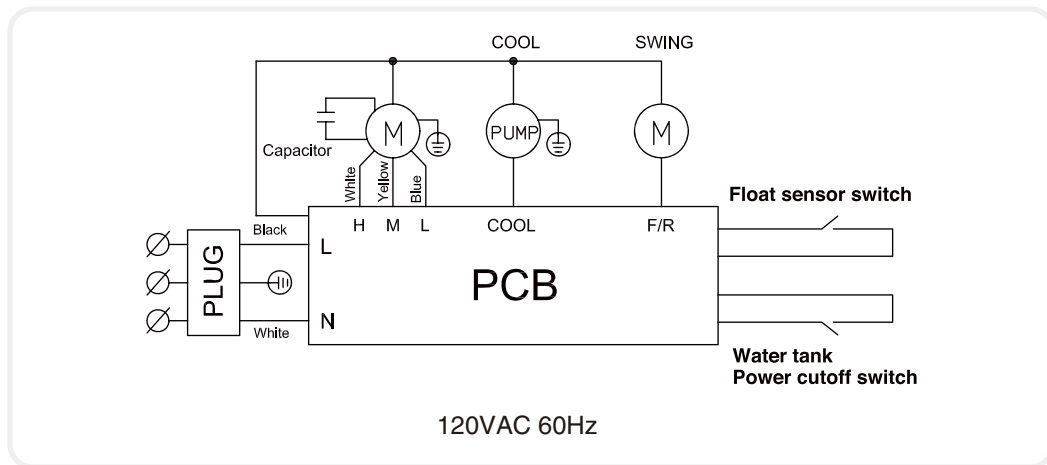 COOL
SWING
M
PUMP
M
Capacitor
White
Yellow
Blue
Float sensor switch
H M L COOL F/R
Black
L
PLUG
PCB
N
White
Water tank
Power cutoff switch
120VAC 60Hz